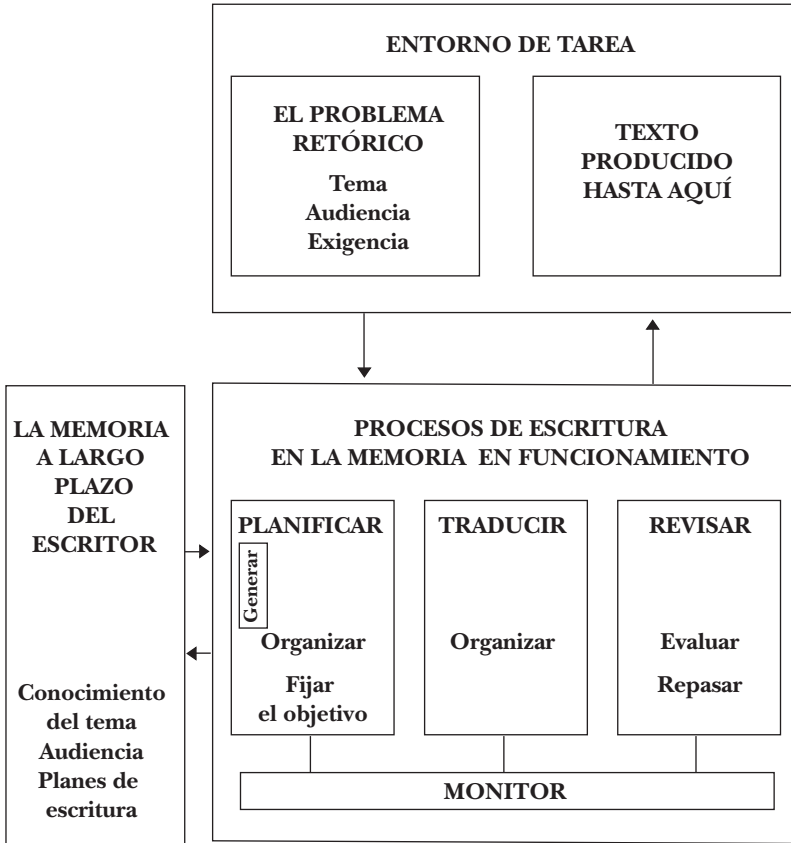 ENTORNO DE TAREA
EL PROBLEMA
RETÓRICO
Tema
Audiencia
Exigencia
TEXTO
PRODUCIDO
HASTA AQUÍ
LA MEMORIA
A LARGO
PLAZO
DEL
ESCRITOR
Conocimiento
del tema
Audiencia
Planes de
escritura
PROCESOS DE ESCRITURA
EN LA MEMORIA EN FUNCIONAMIENTO
PLANIFICAR
Generar
Organizar
Fijar
el objetivo
TRADUCIR
Organizar
REVISAR
Evaluar
Repasar
MONITOR